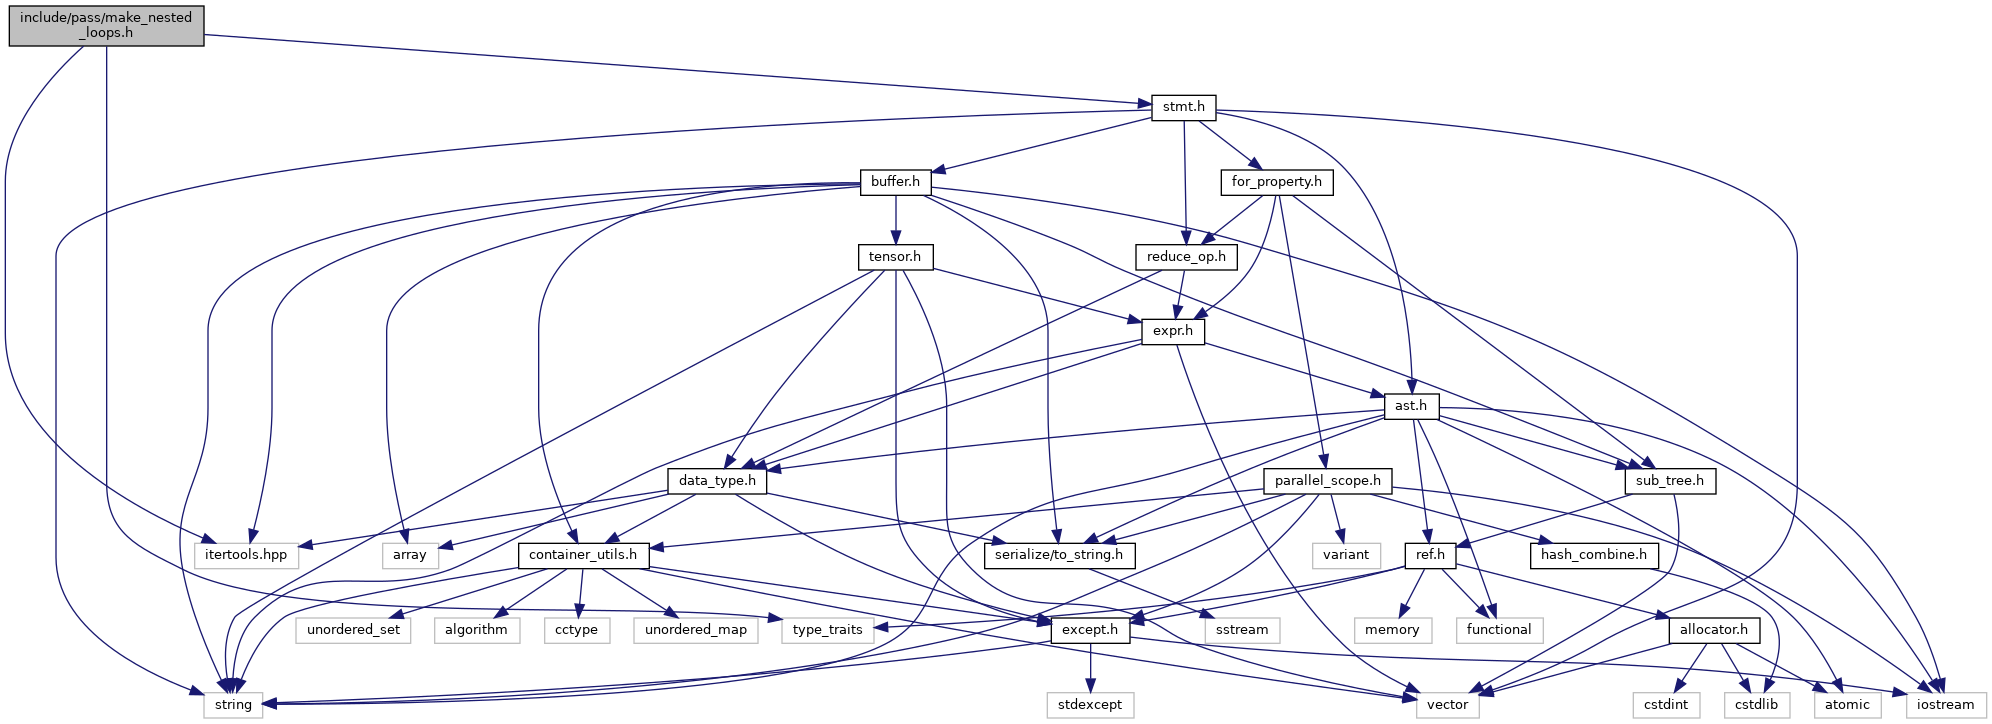 include/pass/make_nested
_loops.h
stmt.h
buffer.h
for_property.h
tensor.h
reduce_op.h
expr.h
ast.h
data_type.h
parallel_scope.h
sub_tree.h
itertools.hpp
array
container_utils.h
serialize/to_string.h
variant
ref.h
hash_combine.h
unordered_set
algorithm
cctype
unordered_map
type_traits
except.h
sstream
memory
functional
allocator.h
string
stdexcept
vector
cstdint
cstdlib
atomic
iostream